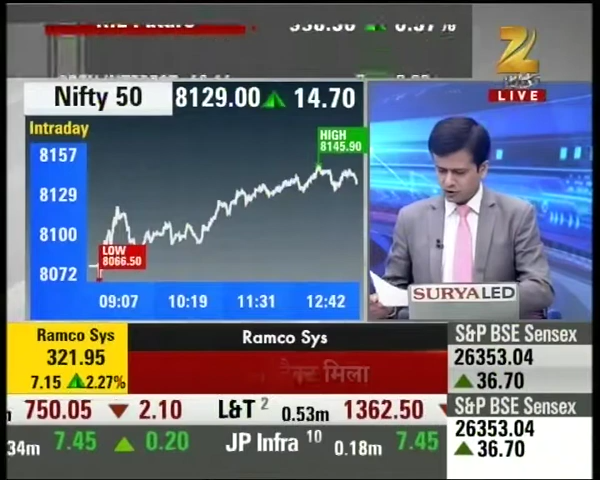 LIVE
Nifty 50 8129.00 14.70
Intraday
HIGH
8145.90
8157
8129
8100
8072
LOW
8066.50
09:07 10:19 11:31 12:42
SURYALED
Ramco Sys
321.95
7.15 2.27%
Ramco Sys
मिला
S&P BSE Sensex
26353.04
36.70
750.05 2.10 L&T 2 0.53m 1362.50
34m 7.45 0.20 JP Infra 10 0.18m 7.45
S&P BSE Sensex
26353.04
36.70